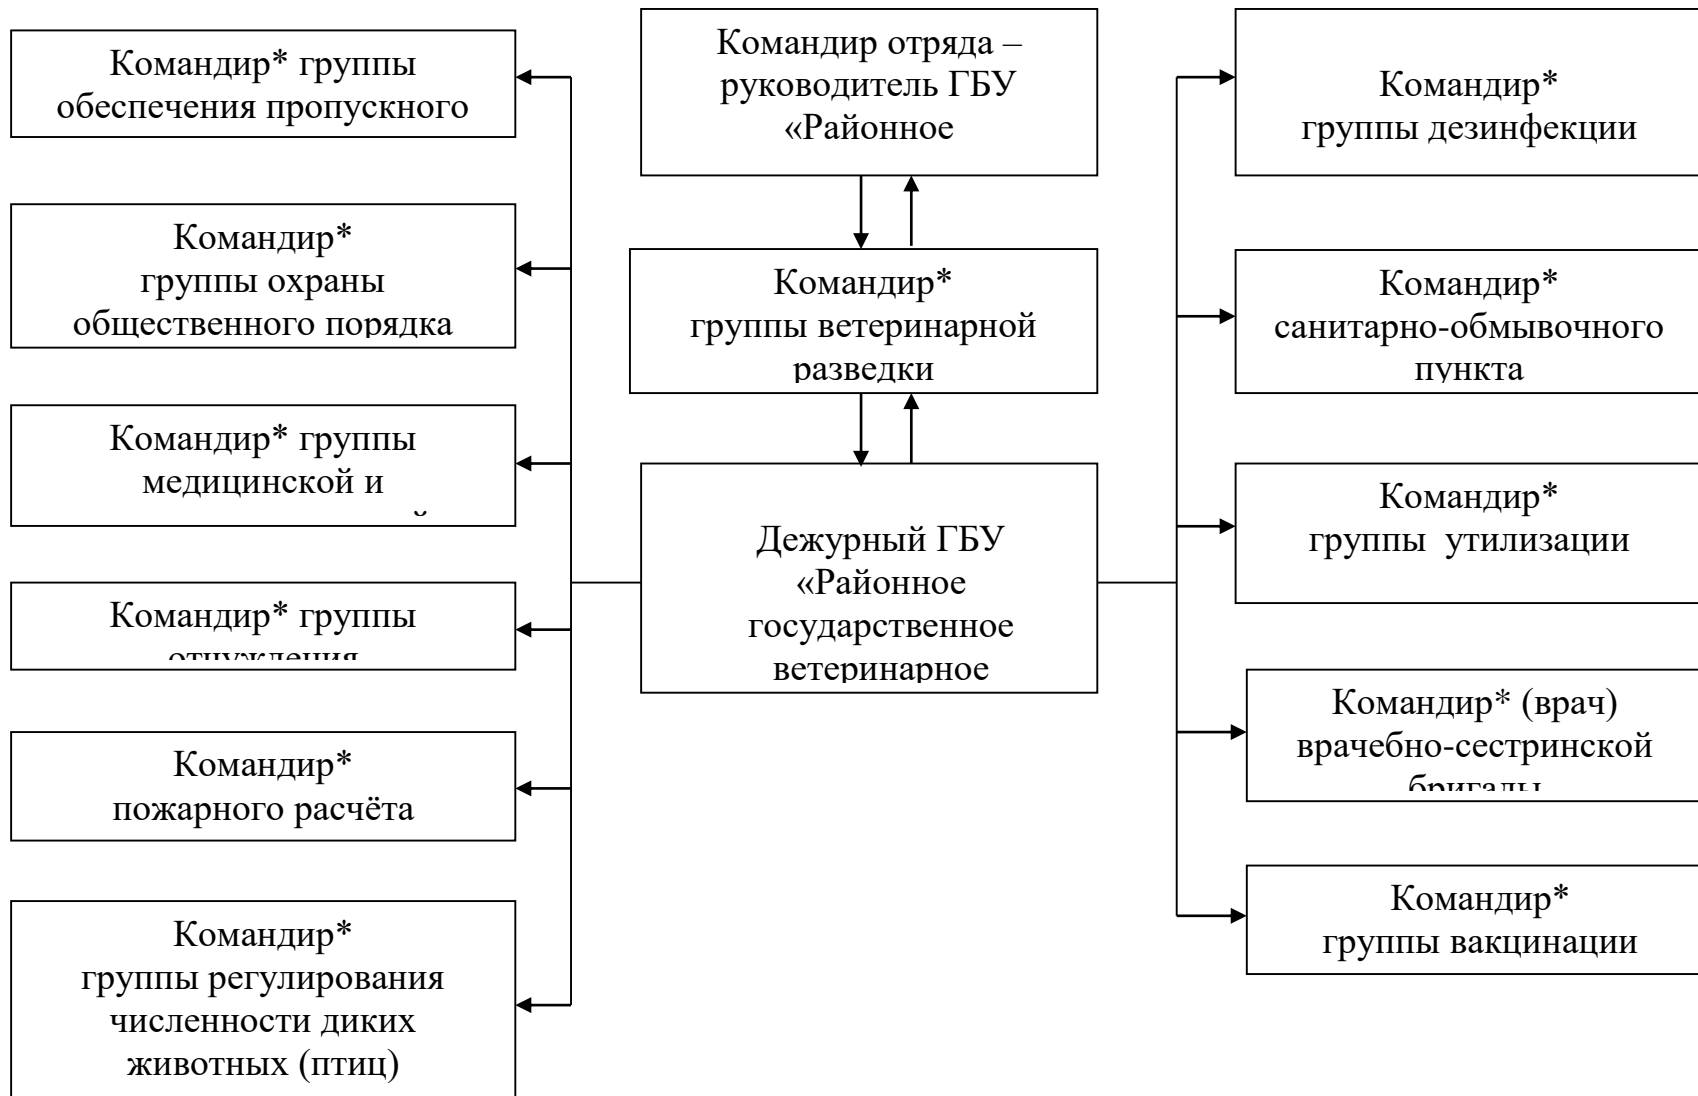 Командир* группы
обеспечения пропускного
Командир*
группы охраны
общественного порядка
Командир* группы
медицинской и
Командир* группы
отчуждения
Командир*
пожарного расчёта
Командир*
группы регулирования
численности диких
животных (птиц)
Командир отряда –
руководитель ГБУ
«Районное
Командир*
группы ветеринарной
разведки
Дежурный ГБУ
«Районное
государственное
ветеринарное
Командир*
группы дезинфекции
Командир*
санитарно-обмывочного
пункта
Командир*
группы утилизации
Командир* (врач)
врачебно-сестринской
бригады
Командир*
группы вакцинации